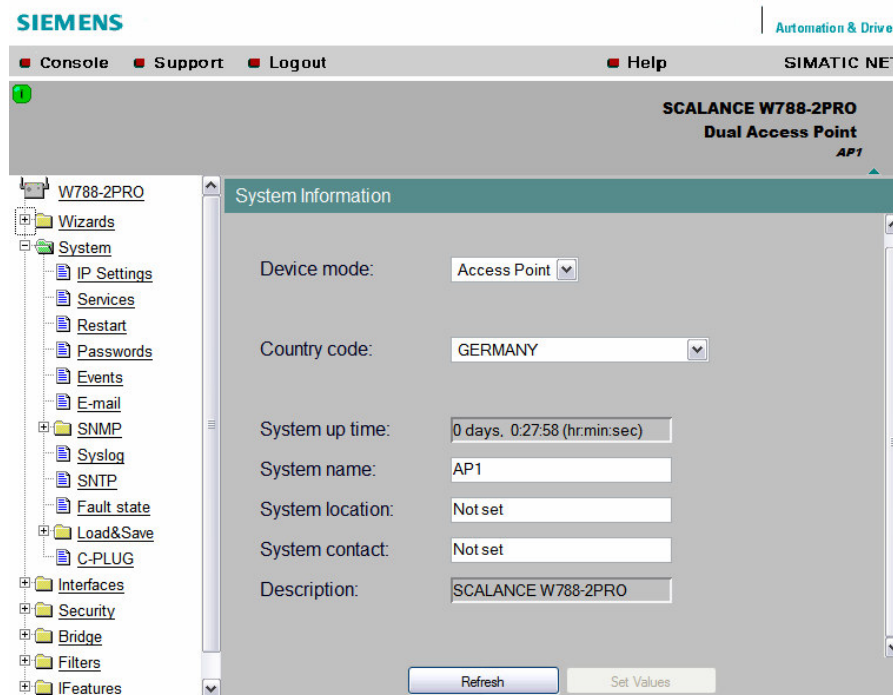 SIEMENS
Automation & Drive
Console Support Logout Help SIMATIC NET
SCALANCE W788-2PRO
Dual Access Point
AP1
W788-2PRO
Wizards
System
IP Settings
Services
Restart
Passwords
Events
E-mail
SNMP
Syslog
SNTP
Fault state
Load&Save
C-PLUG
Interfaces
Security
Bridge
Filters
IFeatures
System Information
Device mode: Access Point
Country code: GERMANY
System up time: 0 days, 0:27:58 (hr:min:sec)
System name: AP1
System location: Not set
System contact: Not set
Description: SCALANCE W788-2PRO
Refresh Set Values